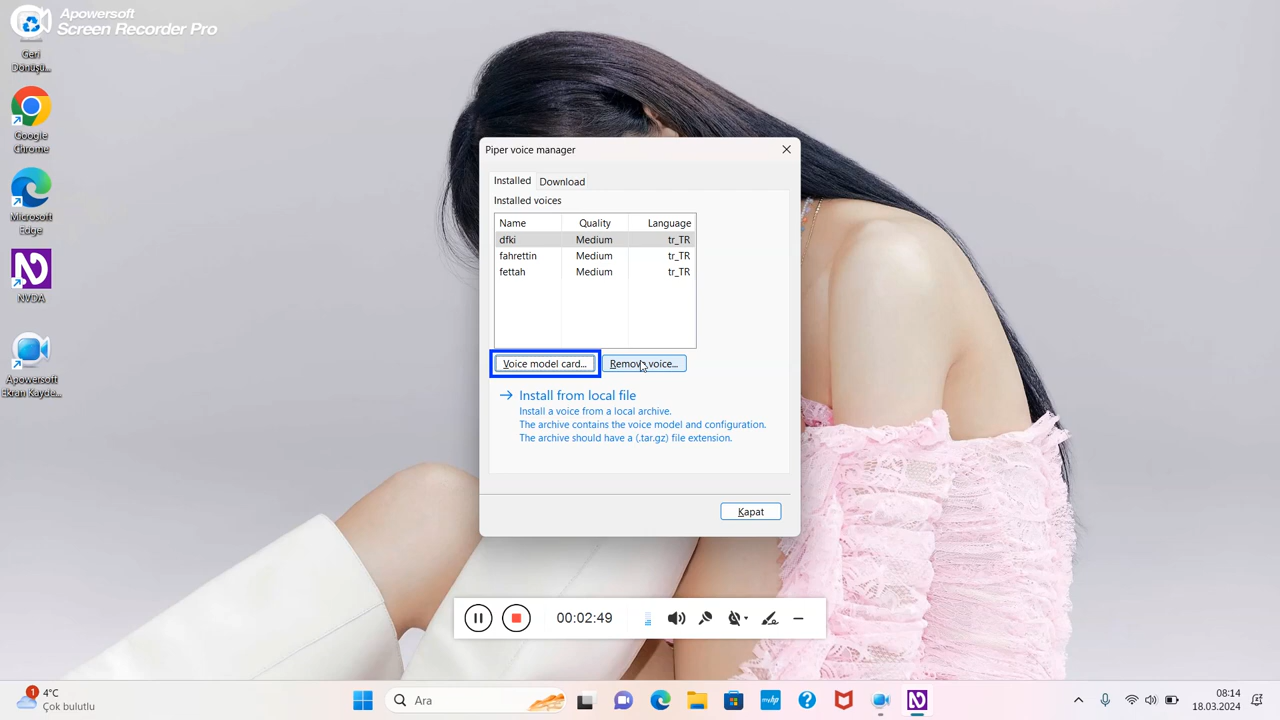 Apowersoft
Screen Recorder Pro
Geri
Dönüşü...
Google
Chrome
Microsoft
Edge
NVDA
Apowersoft
Ekran Kayde...
Piper voice manager
Installed
Download
Installed voices
Name Quality Language
dfki Medium tr_TR
fahrettin Medium tr_TR
fettah Medium tr_TR
Voice model card...
Remove voice...
Install from local file
Install a voice from a local archive.
The archive contains the voice model and configuration.
The archive should have a (.tar.gz) file extension.
Kapat
00:02:49
1
4°C
Çok bulutlu
Ara
myhp
08:14
18.03.2024